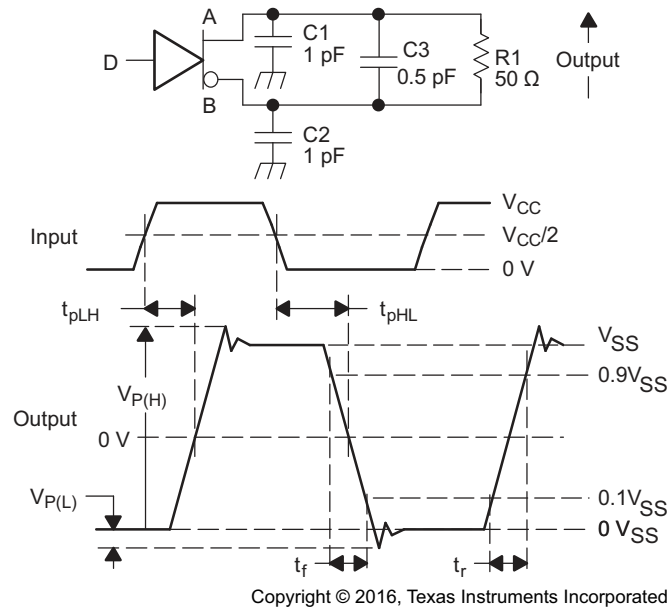 A
D
B
C1
1 pF
C3
0.5 pF
R1
50 Ω
Output
C2
1 pF
Input
VCC
VCC/2
0 V
tpLH
tpHL
VP(H)
VSS
0.9VSS
Output
0 V
VP(L)
0.1VSS
0 VSS
tf
tr
Copyright © 2016, Texas Instruments Incorporated